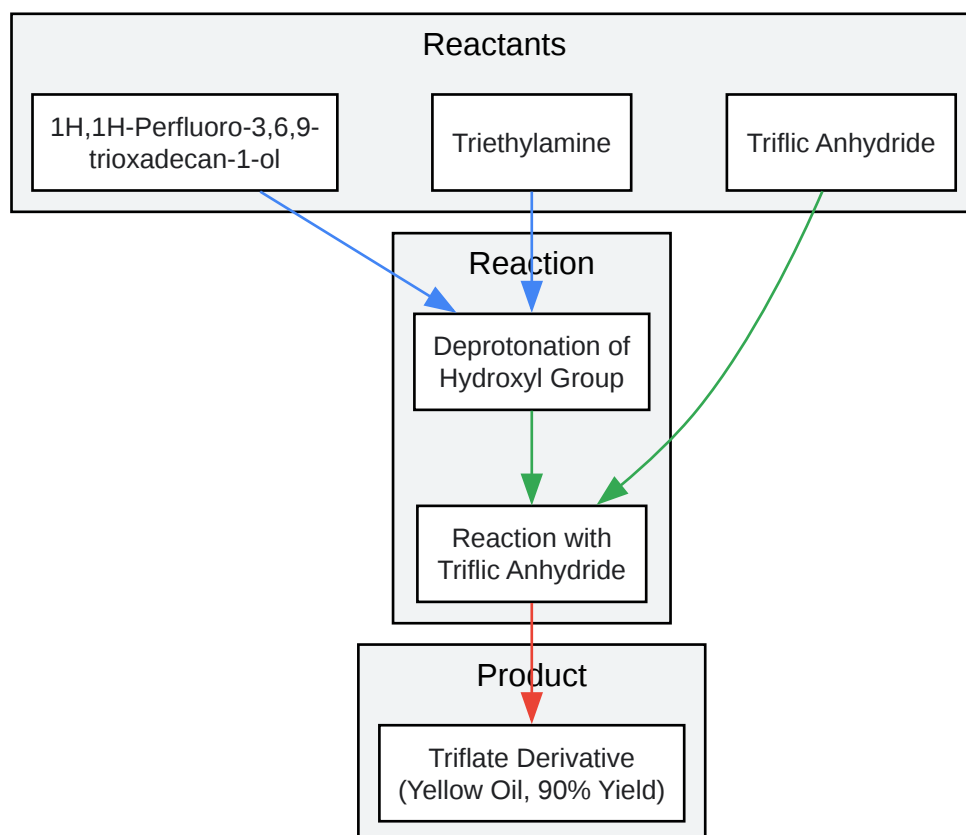 Reactants
1H,1H-Perfluoro-3,6,9-
trioxadecan-1-ol
Triethylamine
Triflic Anhydride
Reaction
Deprotonation of
Hydroxyl Group
Reaction with
Triflic Anhydride
Product
Triflate Derivative
(Yellow Oil, 90% Yield)